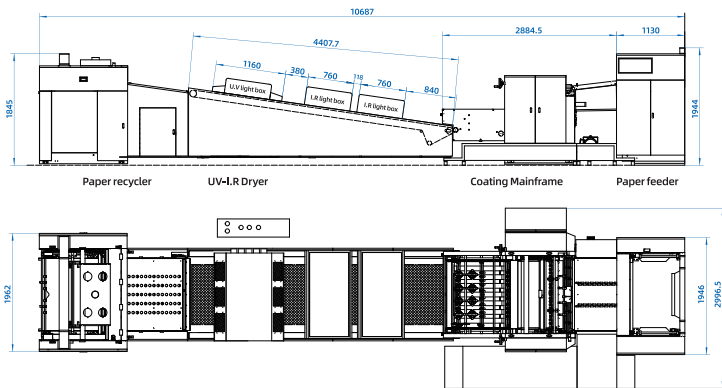 10687
4407.7
2884.5
1130
1160
380
760
118
760
840
U.V light box
I.R light box
I.R light box
1845
1944
Paper recycler
UV-I.R Dryer
Coating Mainframe
Paper feeder
1962
1946
2996.5